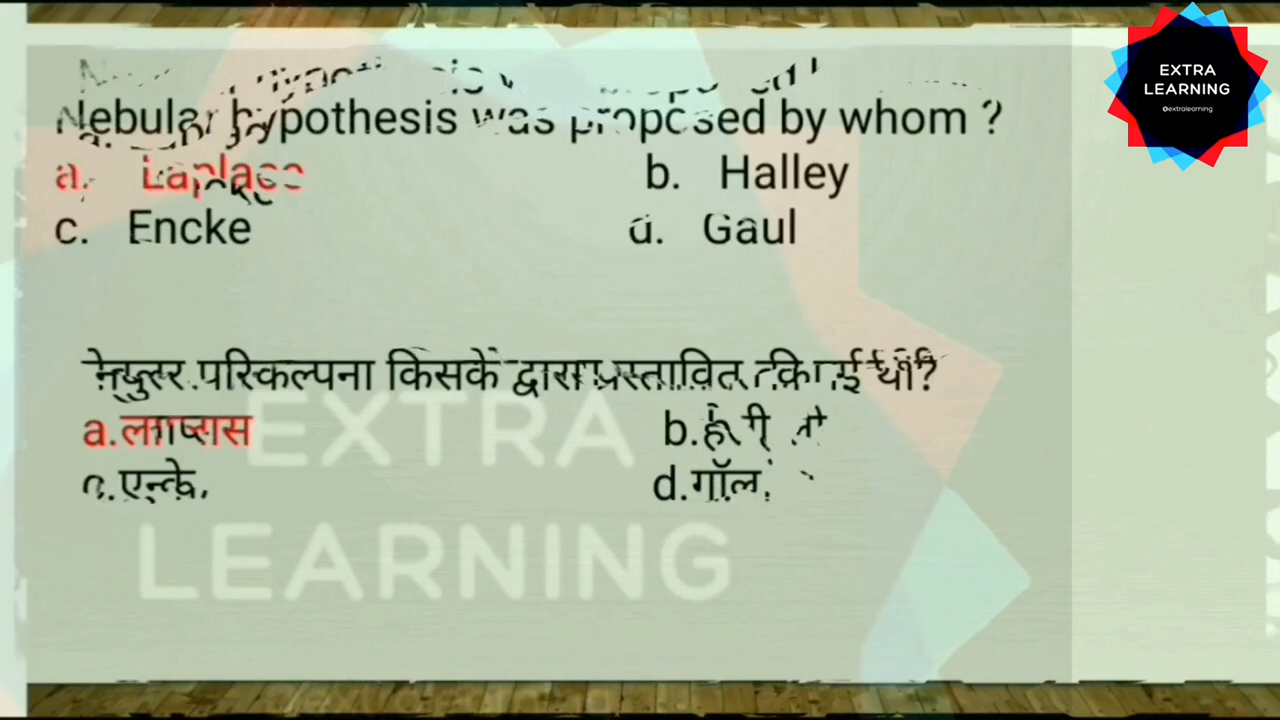 EXTRA
LEARNING
@extralearning
Nebular hypothesis was proposed by whom ?
a. Laplace b. Halley
c. Encke d. Gaul
परिकल्पना किसके द्वारा प्रस्तावित की गई थी?
a.लाप्लास b.
c.एन्के d.गॉल
EXTRA
LEARNING